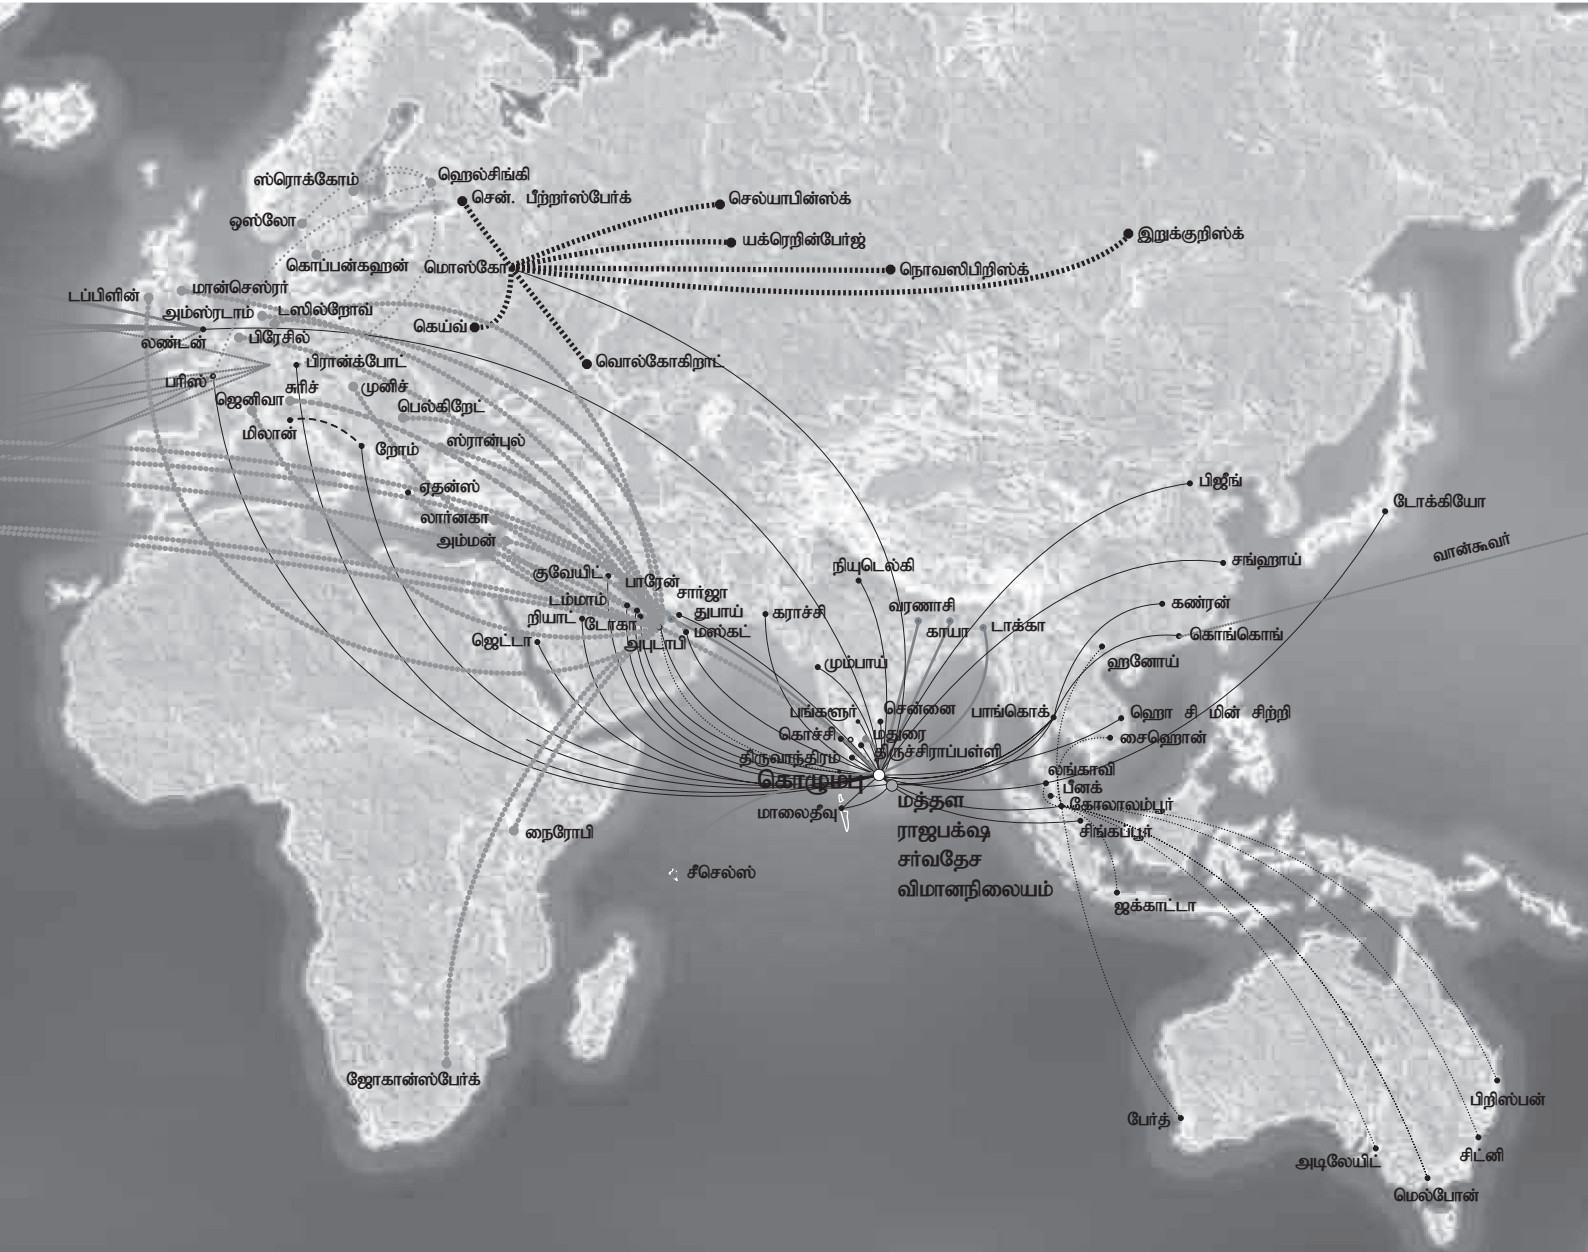 ஸ்ரொக்கோம்
ஹெல்சிங்கி
சென். பீற்றர்ஸ்பேர்க்
செல்யாபின்ஸ்க்
ஒஸ்லோ
யக்ரெறின்பேர்ஜ்
இறுக்குறிஸ்க்
கொப்பன்கஹன்
மொஸ்கோ
நொவஸிபிறிஸ்க்
டப்பிளின்
மான்செஸ்ரர்
அம்ஸ்ரடாம்
டஸில்றோவ்
கெய்வ்
லண்டன்
பிரேசில்
பிரான்க்போட்
வொல்கோகிறாட்
பரிஸ்
சுரிச்
முனிச்
ஜெனிவா
பெல்கிறேட்
மிலான்
றோம்
ஸ்ரான்புல்
ஏதன்ஸ்
பிஜீங்
டோக்கியோ
லார்னகா
அம்மன்
வான்கூவர்
சங்ஹாய்
நியுடெல்கி
குவேயிட்
பாரேன்
சார்ஜா
டம்மாம்
துபாய்
கராச்சி
வரணாசி
கண்ரன்
றியாட்
டோகா
மஸ்கட்
காயா
டாக்கா
கொங்கொங்
ஜெட்டா
அபுடாபி
மும்பாய்
ஹனோய்
பங்களூர்
சென்னை
பாங்கொக்
ஹொ சி மின் சிற்றி
கொச்சி
மதுரை
சைஹொன்
திருவாந்திரம்
திருச்சிராப்பள்ளி
லங்காவி
கொழும்பு
பீனக்
மத்தள
கோலாலம்பூர்
மாலைதீவு
ராஜபக்ஷ
சிங்கப்பூர்
நைரோபி
சர்வதேச
சீசெல்ஸ்
விமானநிலையம்
ஜக்காட்டா
ஜோகான்ஸ்பேர்க்
பிறிஸ்பன்
பேர்த்
அடிலேயிட்
சிட்னி
மெல்போன்